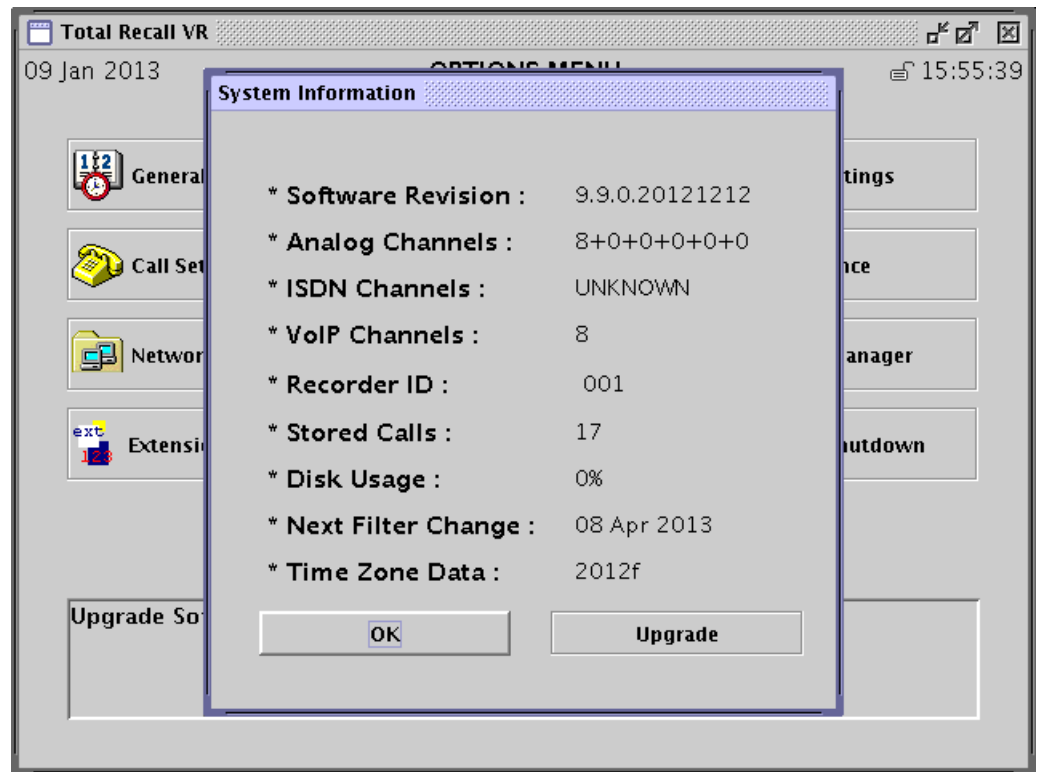 Total Recall VR
09 Jan 2013
OPTIONS MENU
15:55:39
System Information
General
tings
Call Set
nce
Networ
anager
ext
123
Extensi
utdown
* Software Revision : 9.9.0.20121212
* Analog Channels : 8+0+0+0+0+0
* ISDN Channels : UNKNOWN
* VoIP Channels : 8
* Recorder ID : 001
* Stored Calls : 17
* Disk Usage : 0%
* Next Filter Change : 08 Apr 2013
* Time Zone Data : 2012f
Upgrade So
OK
Upgrade